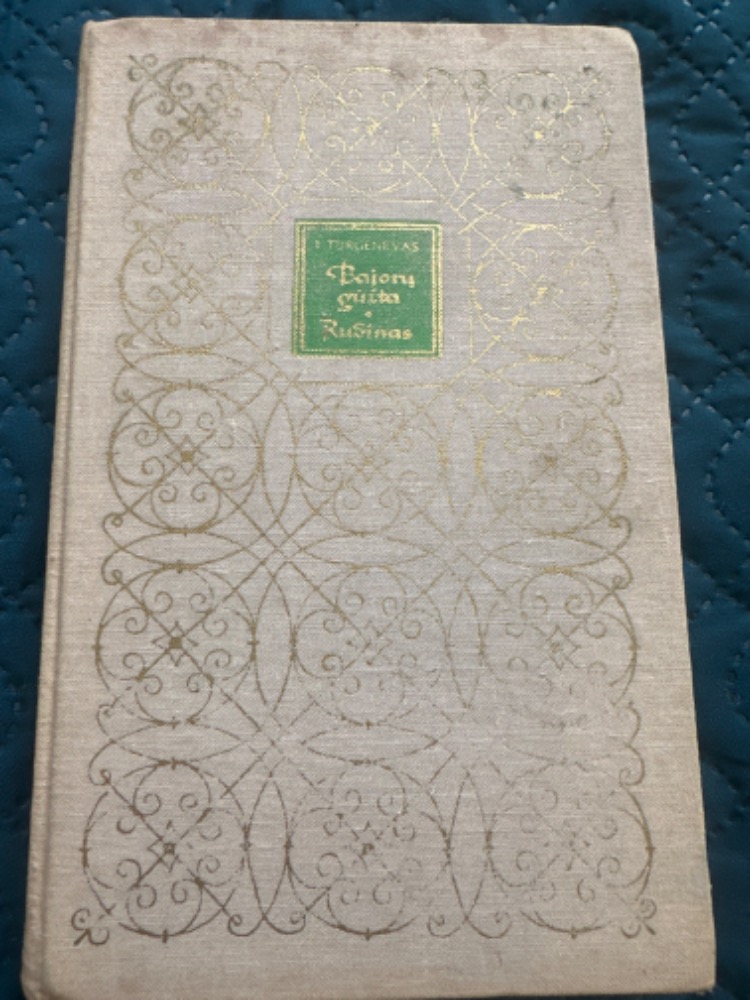 I. TURGENEVAS
Bajorų
gūžta
•
Rudinas